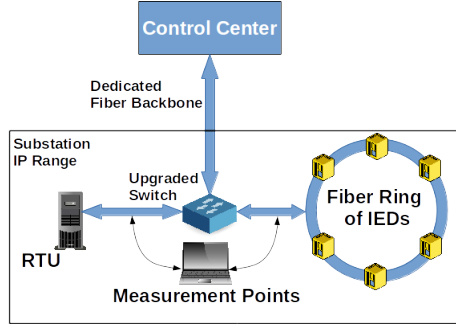 Control Center
Dedicated
Fiber Backbone
Substation
IP Range
Upgraded
Switch
Fiber Ring
of IEDs
RTU
Measurement Points